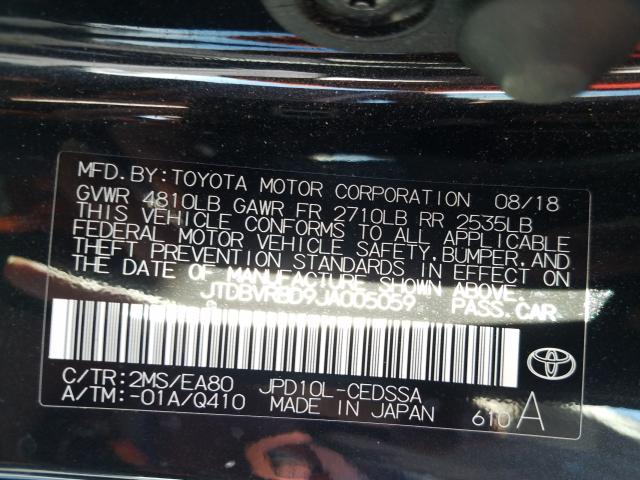 MFD. BY: TOYOTA MOTOR CORPORATION 08/18
GVWR 4810LB GAWR FR 2710LB RR 2535LB
THIS VEHICLE CONFORMS TO ALL APPLICABLE
FEDERAL MOTOR VEHICLE SAFETY, BUMPER, AND
THEFT PREVENTION STANDARDS IN EFFECT ON
THE DATE OF MANUFACTURE SHOWN ABOVE.
JTDBVRBD9JA005059 PASS. CAR
C/TR: 2MS/EA80 JPD10L-CEDSSA
A/TM: -01A/Q410 MADE IN JAPAN 610 A